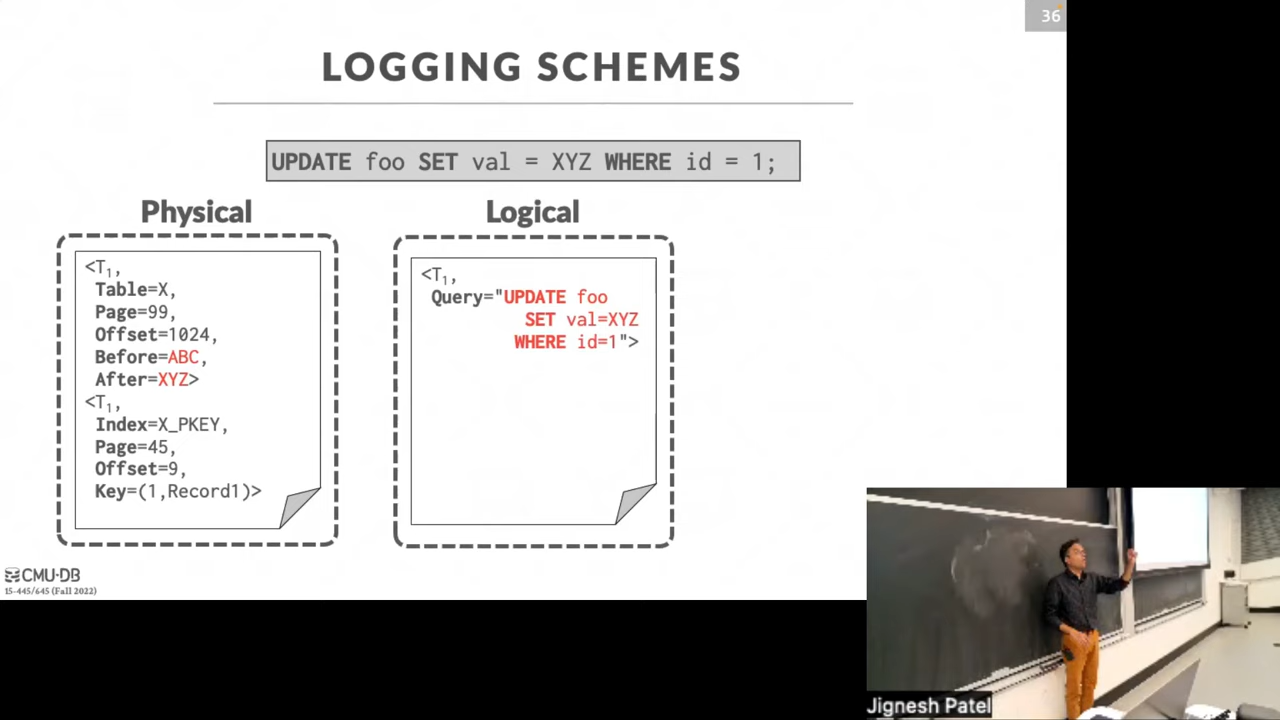 36
LOGGING SCHEMES
UPDATE foo SET val = XYZ WHERE id = 1;
Physical
<T1,
Table=X,
Page=99,
Offset=1024,
Before=ABC,
After=XYZ>
<T1,
Index=X_PKEY,
Page=45,
Offset=9,
Key=(1,Record1)>
Logical
<T1,
Query="UPDATE foo
SET val=XYZ
WHERE id=1">
CMU·DB
15-445/645 (Fall 2022)
Jignesh Patel